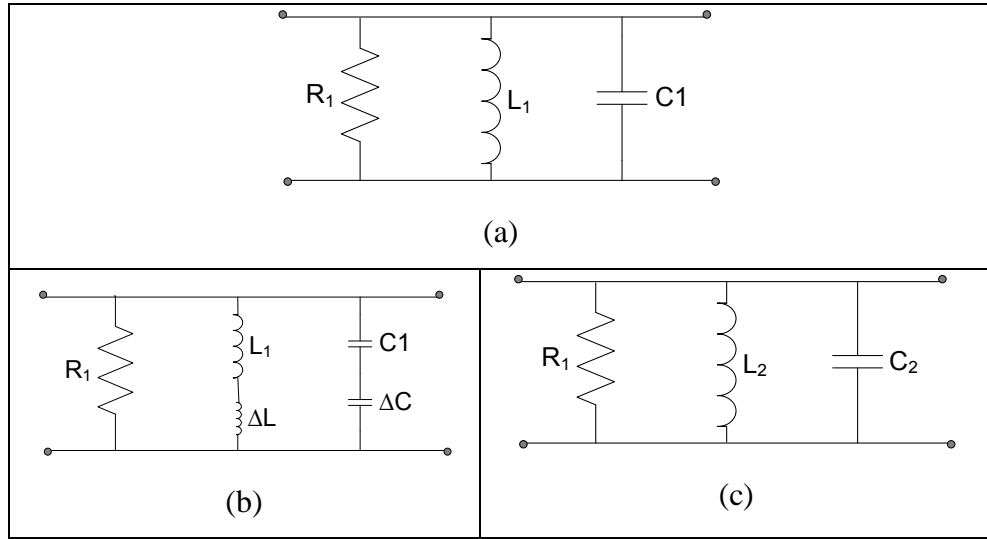 R₁ L₁ C1
(a)
R₁ L₁ C1
ΔL ΔC
(b)
R₁ L₂ C₂
(c)